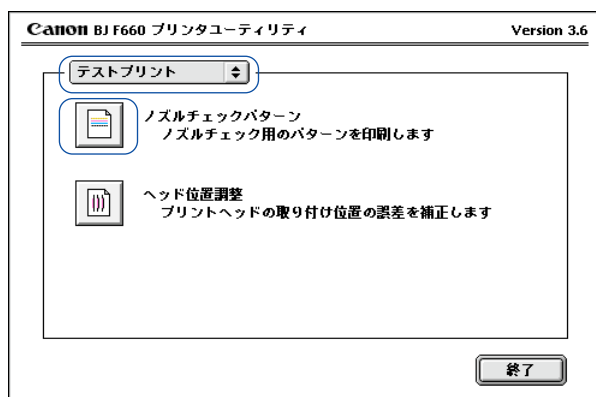 Canon BJ F660 プリンタユーティリティ Version 3.6
テストプリント
ノズルチェックパターン
ノズルチェック用のパターンを印刷します
ヘッド位置調整
プリントヘッドの取り付け位置の誤差を補正します
終了